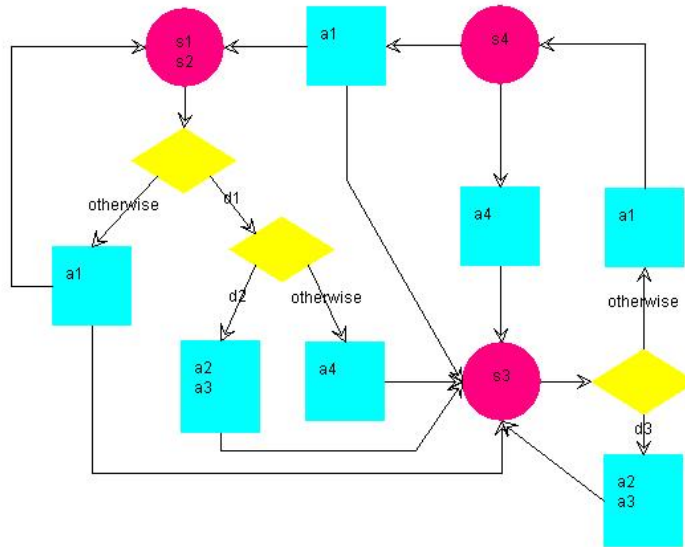 s1
s2
a1
s4
otherwise
d1
a4
a1
a1
d2
otherwise
otherwise
a2
a3
a4
s3
d3
a2
a3